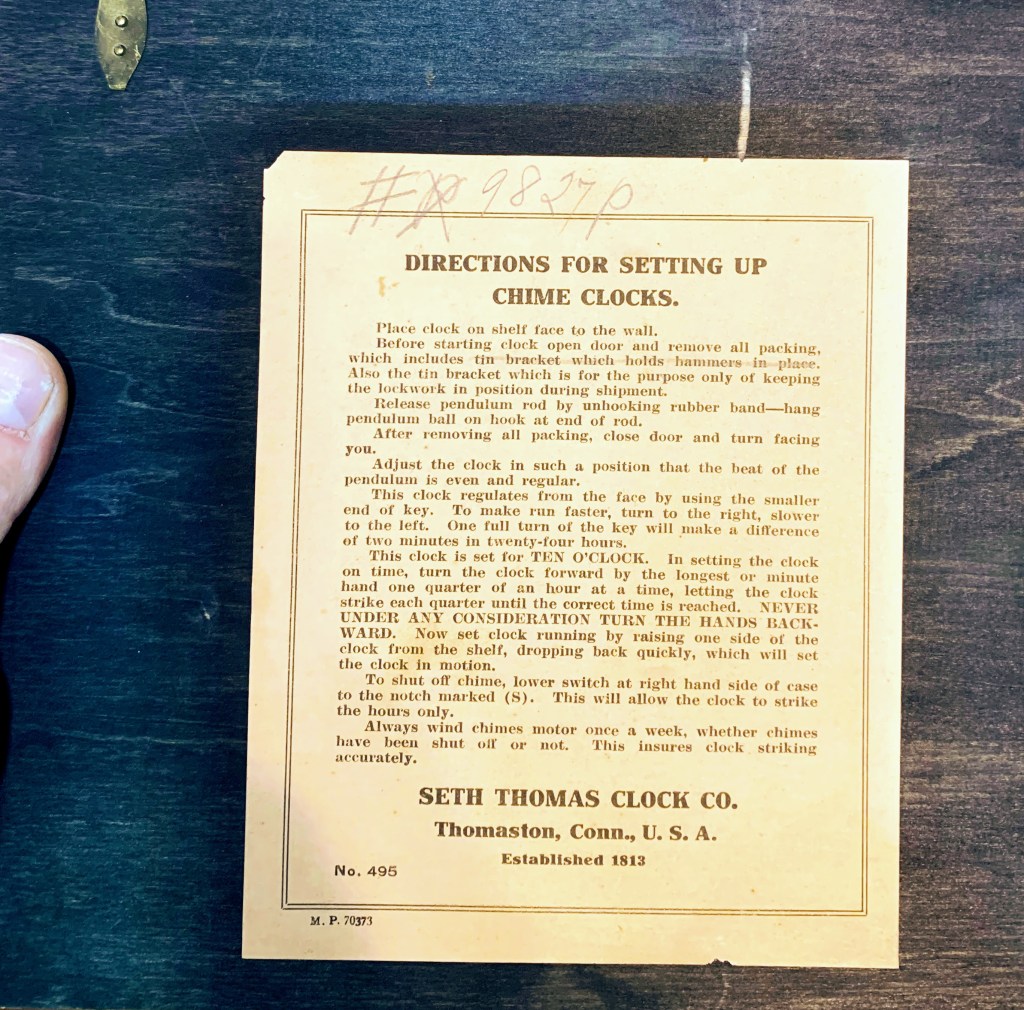 # 9827P
DIRECTIONS FOR SETTING UP
CHIME CLOCKS.
Place clock on shelf face to the wall.
Before starting clock open door and remove all packing,
which includes tin bracket which holds hammers in place.
Also the tin bracket which is for the purpose only of keeping
the lockwork in position during shipment.
Release pendulum rod by unhooking rubber band—hang
pendulum ball on hook at end of rod.
After removing all packing, close door and turn facing
you.
Adjust the clock in such a position that the beat of the
pendulum is even and regular.
This clock regulates from the face by using the smaller
end of key. To make run faster, turn to the right, slower
to the left. One full turn of the key will make a difference
of two minutes in twenty-four hours.
This clock is set for TEN O'CLOCK. In setting the clock
on time, turn the clock forward by the longest or minute
hand one quarter of an hour at a time, letting the clock
strike each quarter until the correct time is reached. NEVER
UNDER ANY CONSIDERATION TURN THE HANDS BACK-
WARD. Now set clock running by raising one side of the
clock from the shelf, dropping back quickly, which will set
the clock in motion.
To shut off chime, lower switch at right hand side of case
to the notch marked (S). This will allow the clock to strike
the hours only.
Always wind chimes motor once a week, whether chimes
have been shut off or not. This insures clock striking
accurately.
SETH THOMAS CLOCK CO.
Thomaston, Conn., U. S. A.
Established 1813
No. 495
M. P. 70373